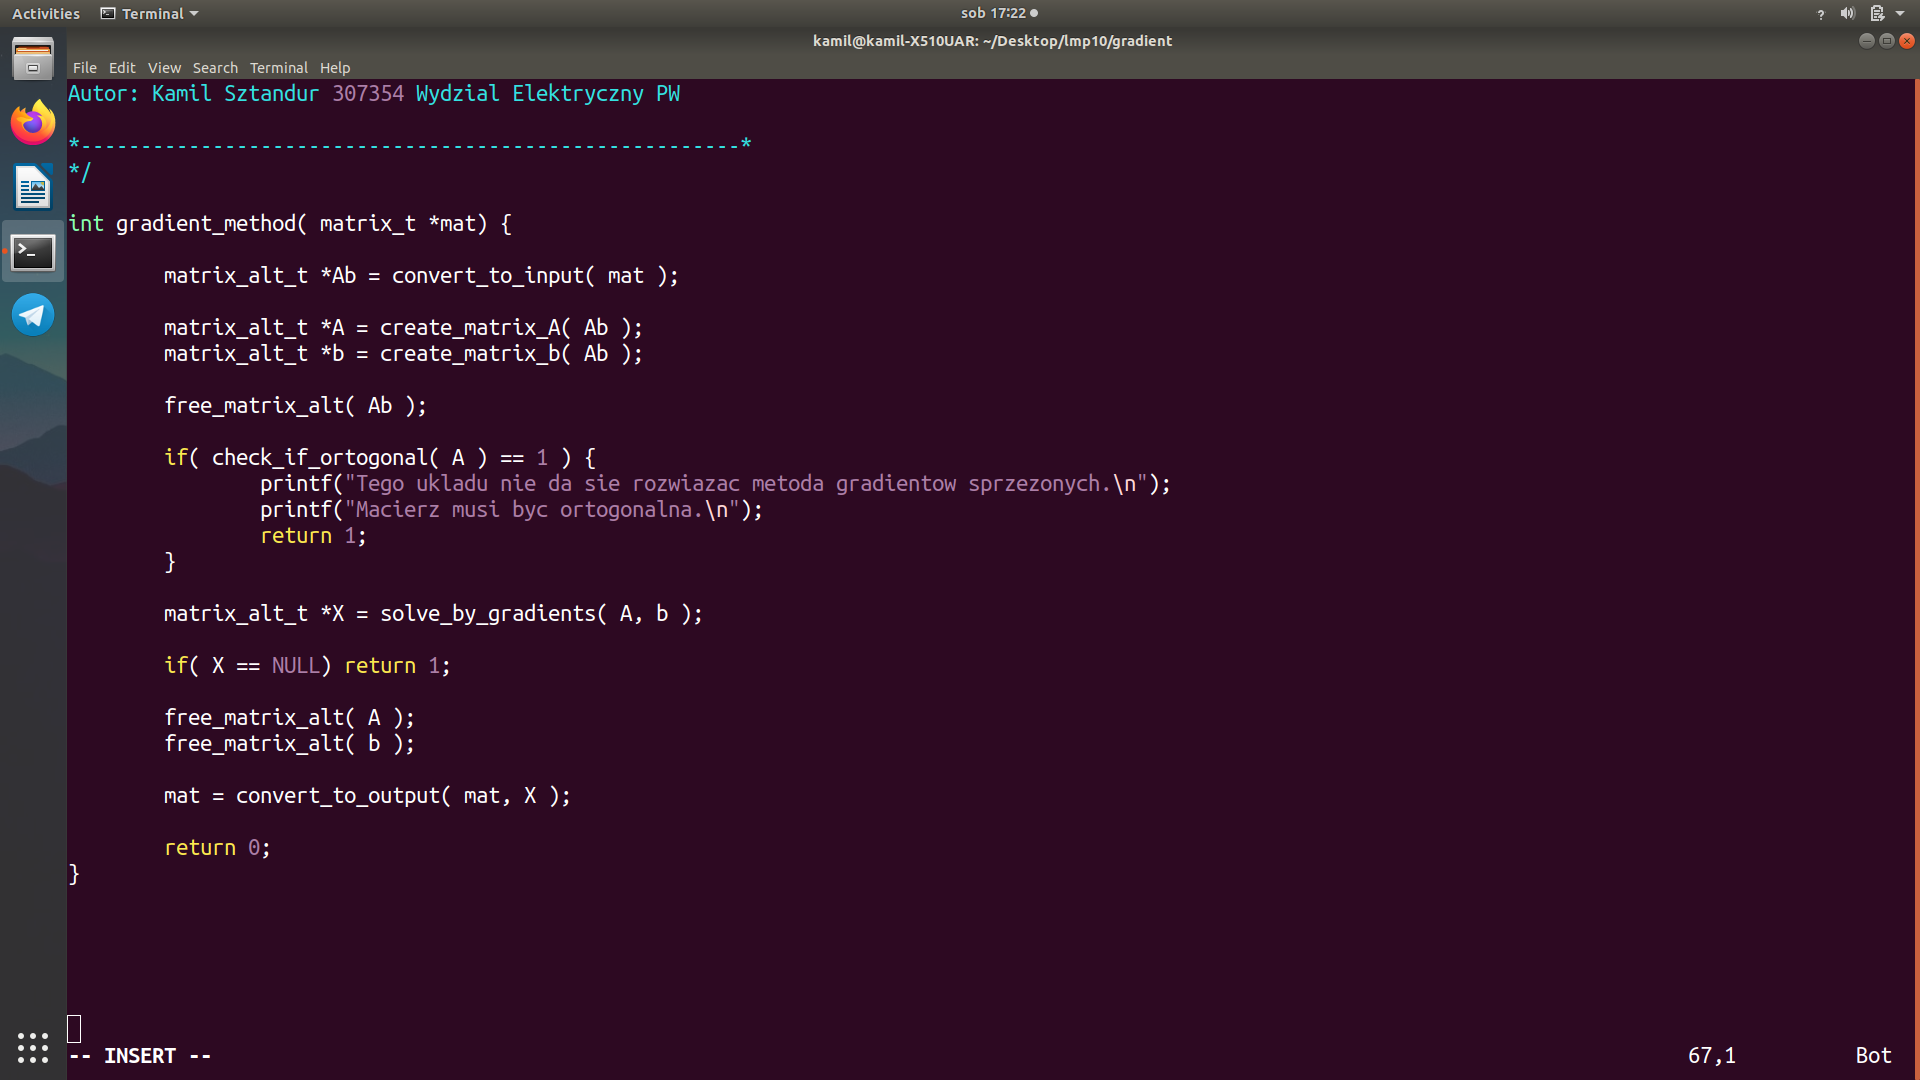 Activities Terminal sob 17:22 ?
kamil@kamil-X510UAR: ~/Desktop/lmp10/gradient
File Edit View Search Terminal Help
Autor: Kamil Sztandur 307354 Wydzial Elektryczny PW
*-------------------------------------------------------*
*/
int gradient_method( matrix_t *mat) {
matrix_alt_t *Ab = convert_to_input( mat );
matrix_alt_t *A = create_matrix_A( Ab );
matrix_alt_t *b = create_matrix_b( Ab );
free_matrix_alt( Ab );
if( check_if_ortogonal( A ) == 1 ) {
printf("Tego ukladu nie da sie rozwiazac metoda gradientow sprzezonych.\n");
printf("Macierz musi byc ortogonalna.\n");
return 1;
}
matrix_alt_t *X = solve_by_gradients( A, b );
if( X == NULL) return 1;
free_matrix_alt( A );
free_matrix_alt( b );
mat = convert_to_output( mat, X );
return 0;
}
-- INSERT -- 67,1 Bot